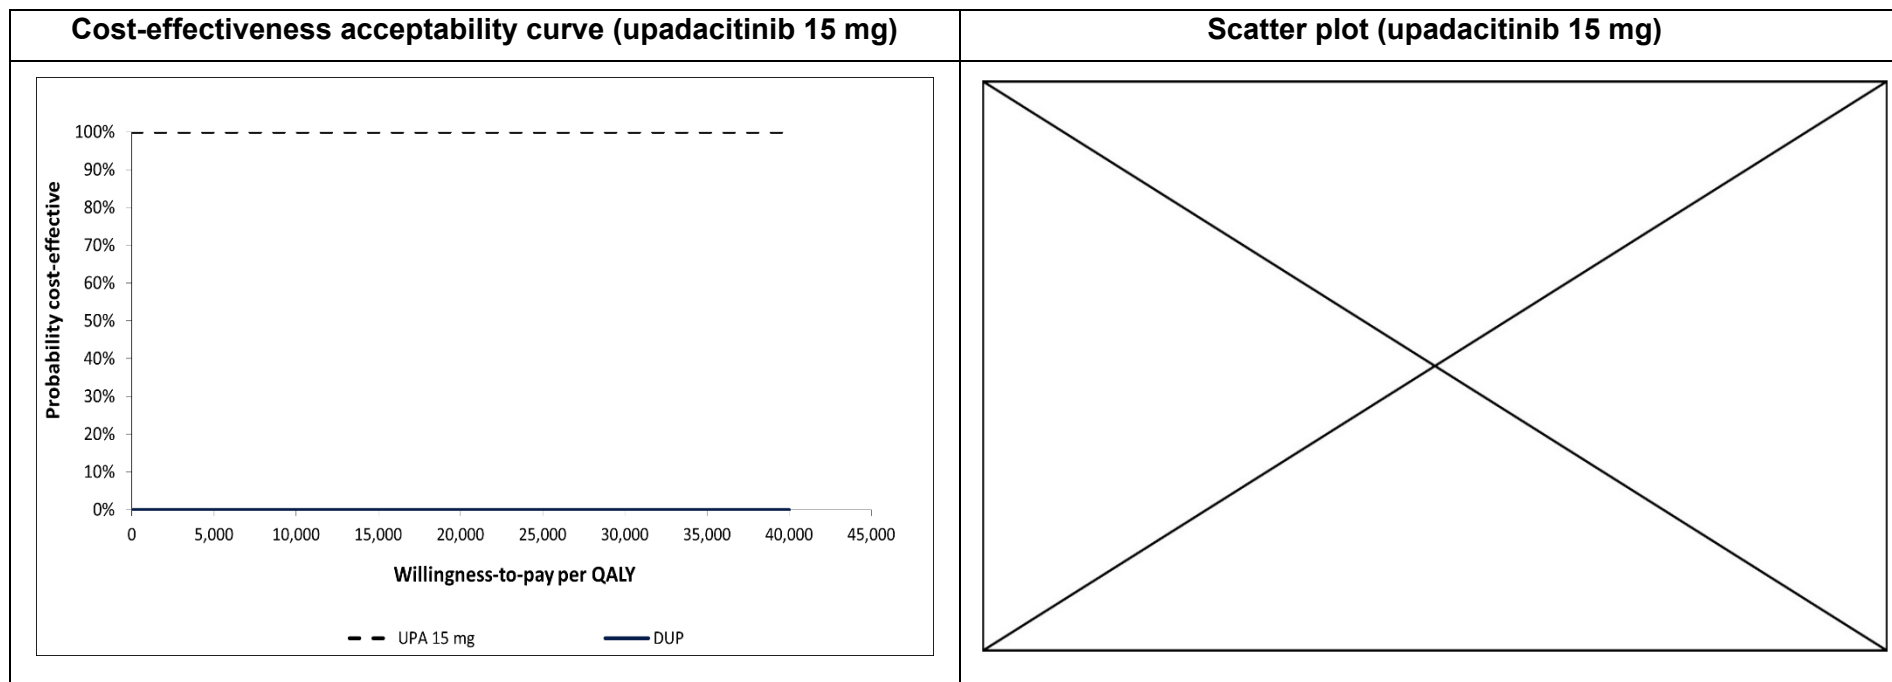 Cost-effectiveness acceptability curve (upadacitinib 15 mg)
Scatter plot (upadacitinib 15 mg)
Probability cost-effective
100%
90%
80%
70%
60%
50%
40%
30%
20%
10%
0%
0 5,000 10,000 15,000 20,000 25,000 30,000 35,000 40,000 45,000
Willingness-to-pay per QALY
UPA 15 mg DUP